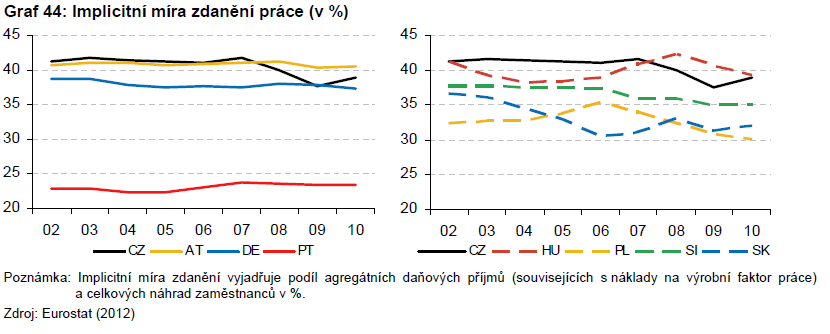 Graf 44: Implicitní míra zdanění práce (v %)
45
40
35
30
25
20
02 03 04 05 06 07 08 09 10
CZ AT DE PT
45
40
35
30
25
20
02 03 04 05 06 07 08 09 10
CZ HU PL SI SK
Poznámka: Implicitní míra zdanění vyjadřuje podíl agregátních daňových příjmů (souvisejících s náklady na výrobní faktor práce)
a celkových náhrad zaměstnanců v %.
Zdroj: Eurostat (2012)